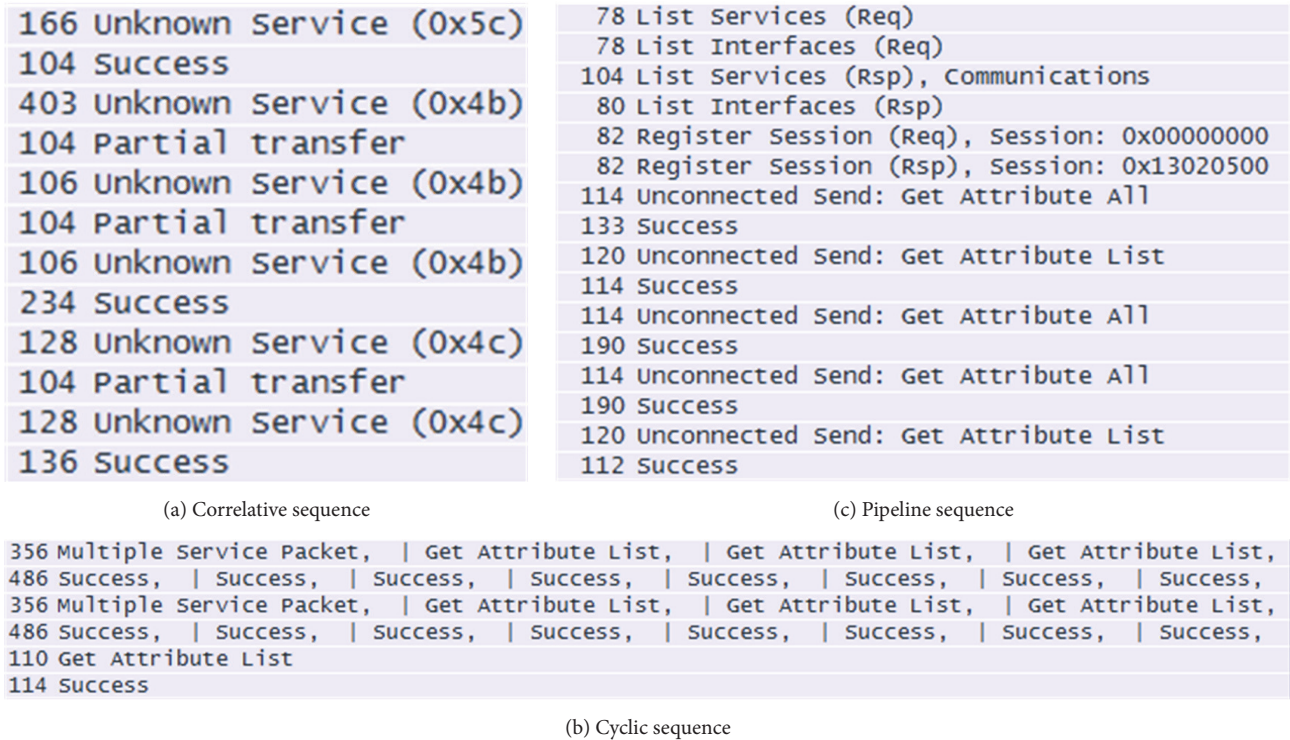 166 Unknown Service (0x5c)
104 Success
403 Unknown Service (0x4b)
104 Partial transfer
106 Unknown Service (0x4b)
104 Partial transfer
106 Unknown Service (0x4b)
234 Success
128 Unknown Service (0x4c)
104 Partial transfer
128 Unknown Service (0x4c)
136 Success
(a) Correlative sequence
78 List Services (Req)
78 List Interfaces (Req)
104 List Services (Rsp), Communications
80 List Interfaces (Rsp)
82 Register Session (Req), Session: 0x00000000
82 Register Session (Rsp), Session: 0x13020500
114 Unconnected Send: Get Attribute All
133 Success
120 Unconnected Send: Get Attribute List
114 Success
114 Unconnected Send: Get Attribute All
190 Success
114 Unconnected Send: Get Attribute All
190 Success
120 Unconnected Send: Get Attribute List
112 Success
(c) Pipeline sequence
356 Multiple Service Packet, | Get Attribute List, | Get Attribute List, | Get Attribute List,
486 Success, | Success, | Success, | Success, | Success, | Success, | Success, | Success,
356 Multiple Service Packet, | Get Attribute List, | Get Attribute List, | Get Attribute List,
486 Success, | Success, | Success, | Success, | Success, | Success, | Success, | Success,
110 Get Attribute List
114 Success
(b) Cyclic sequence